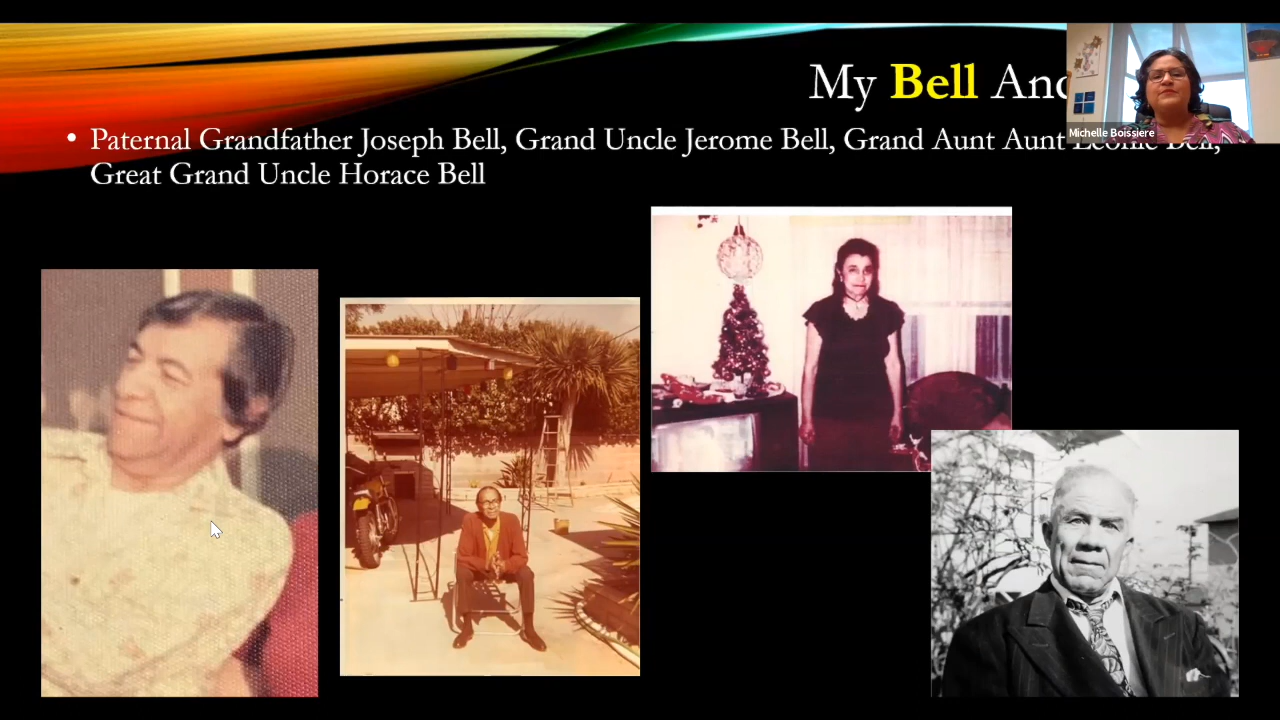 My Bell
Michelle Boissiere
• Paternal Grandfather Joseph Bell, Grand Uncle Jerome Bell, Grand Aunt Aunt
Great Grand Uncle Horace Bell